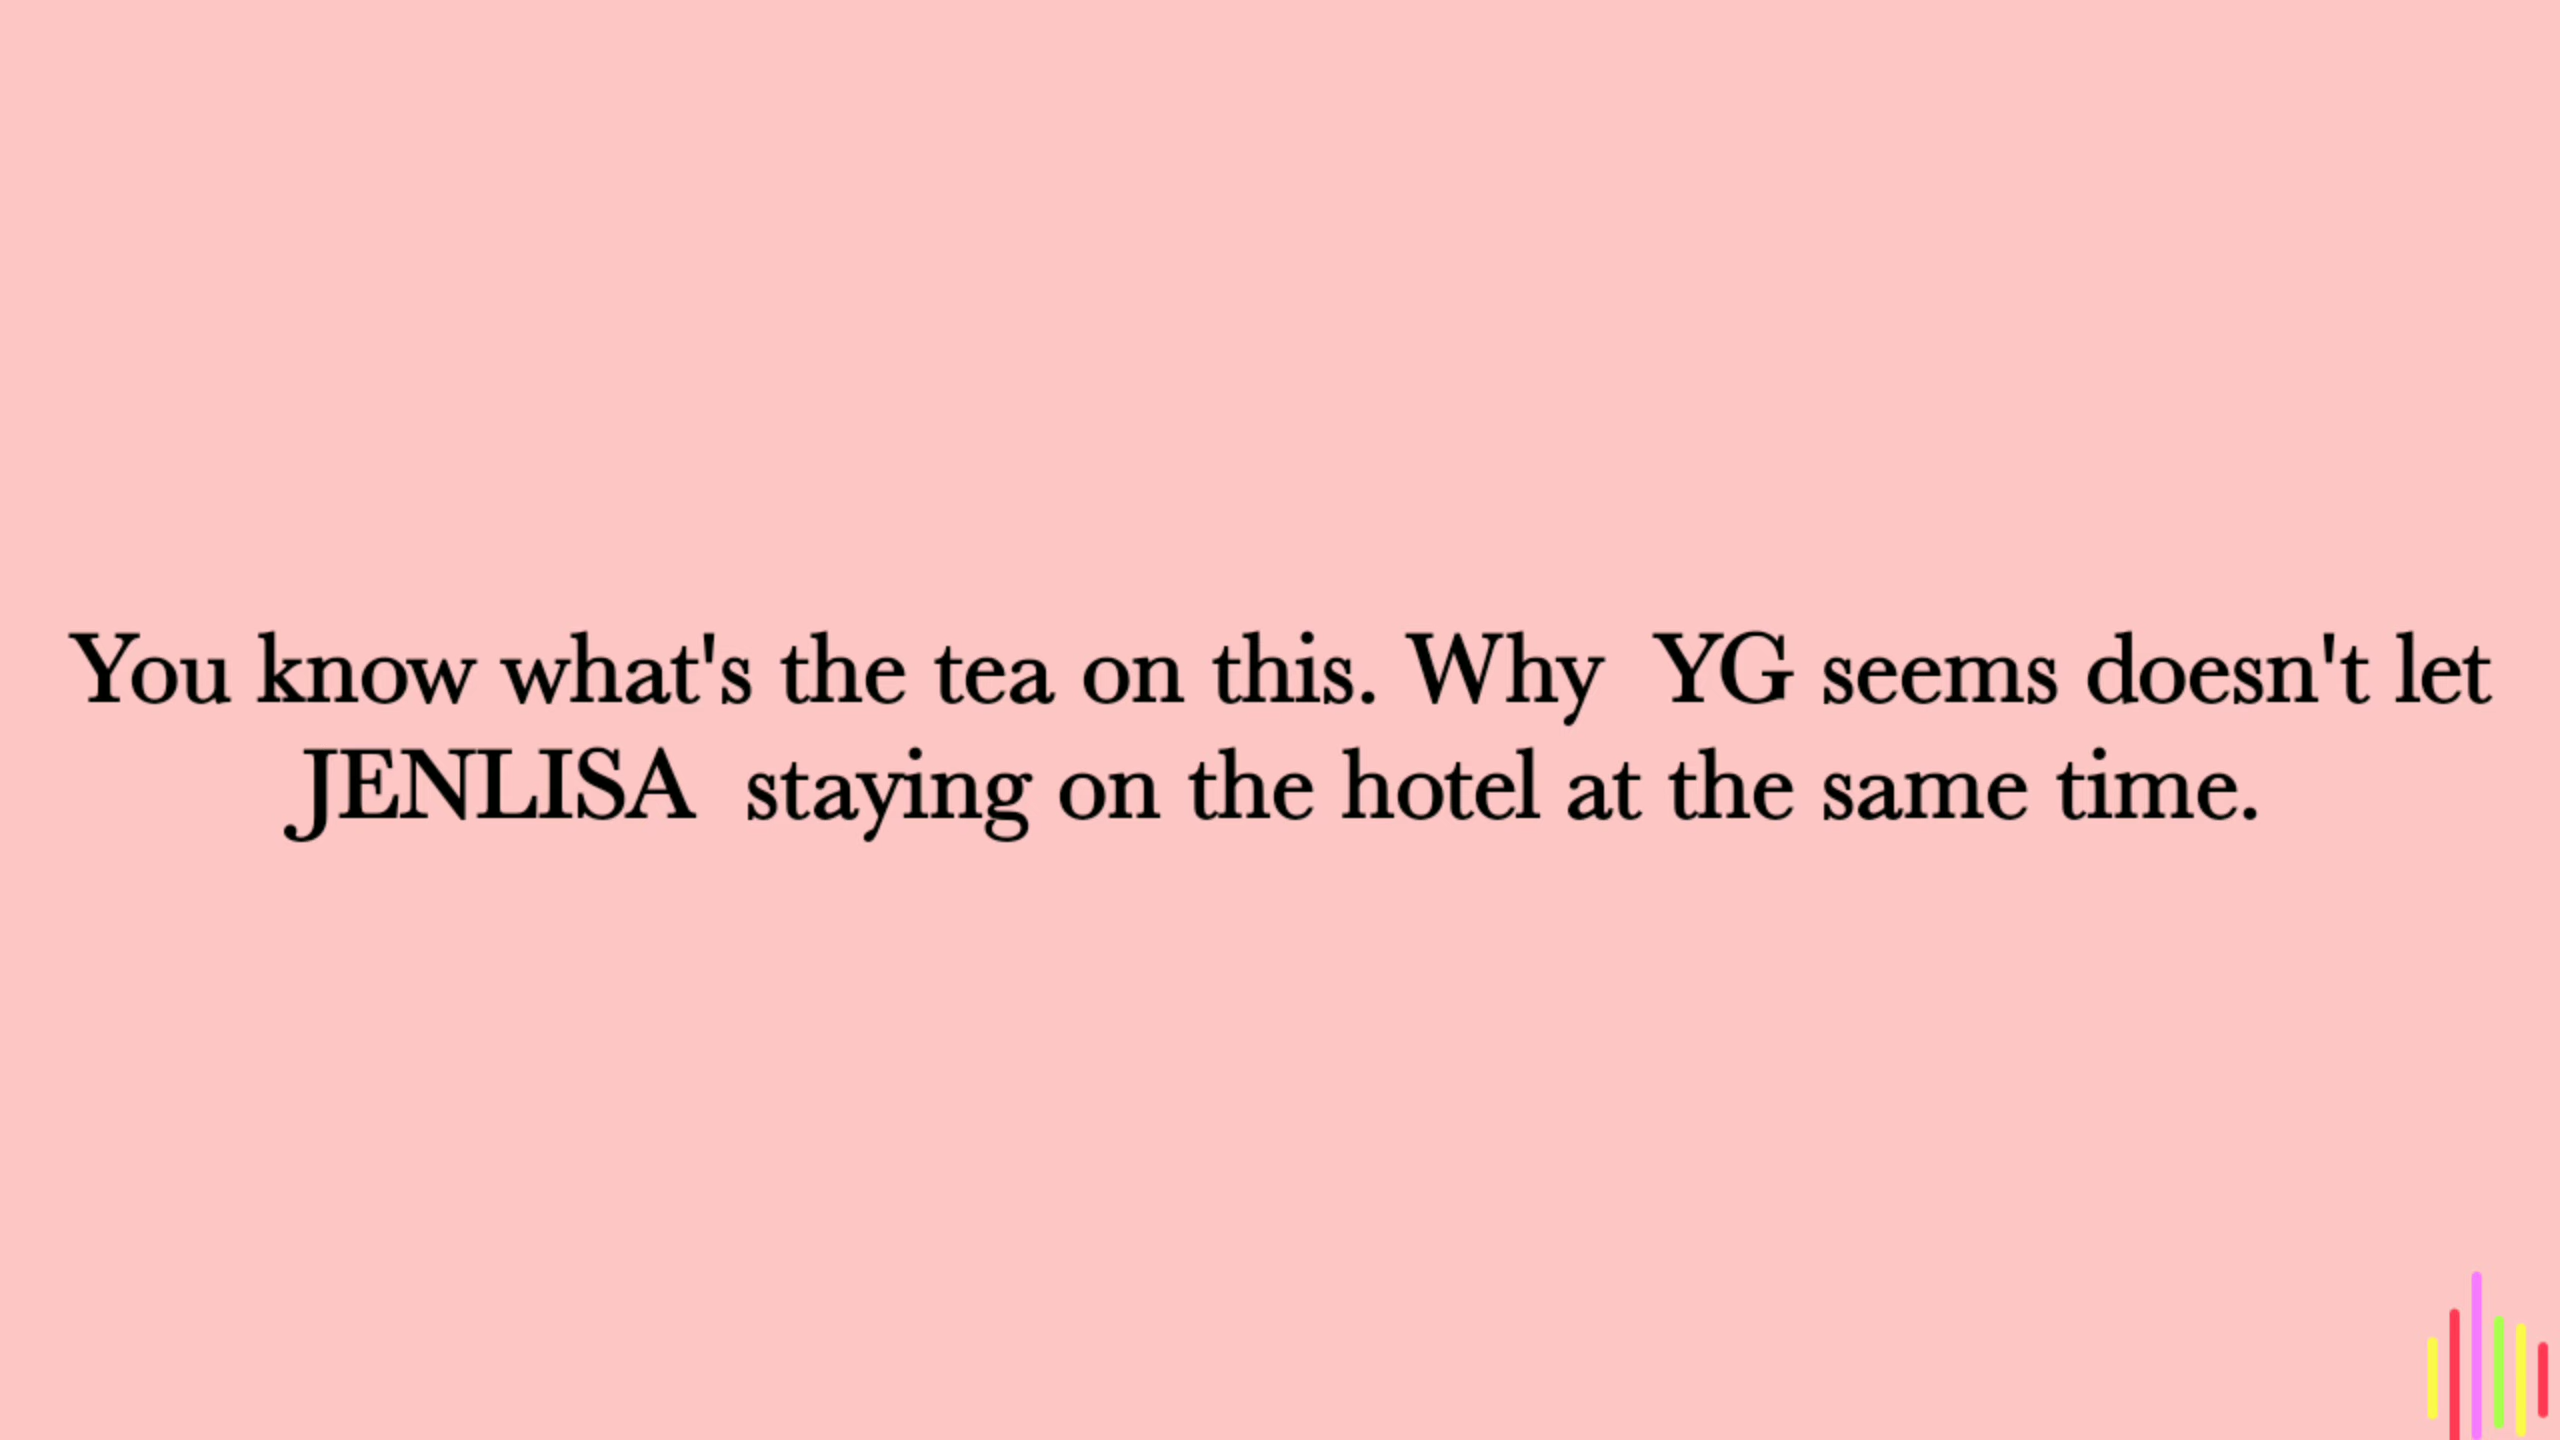 You know what's the tea on this. Why  YG seems doesn't let
JENLISA  staying on the hotel at the same time.